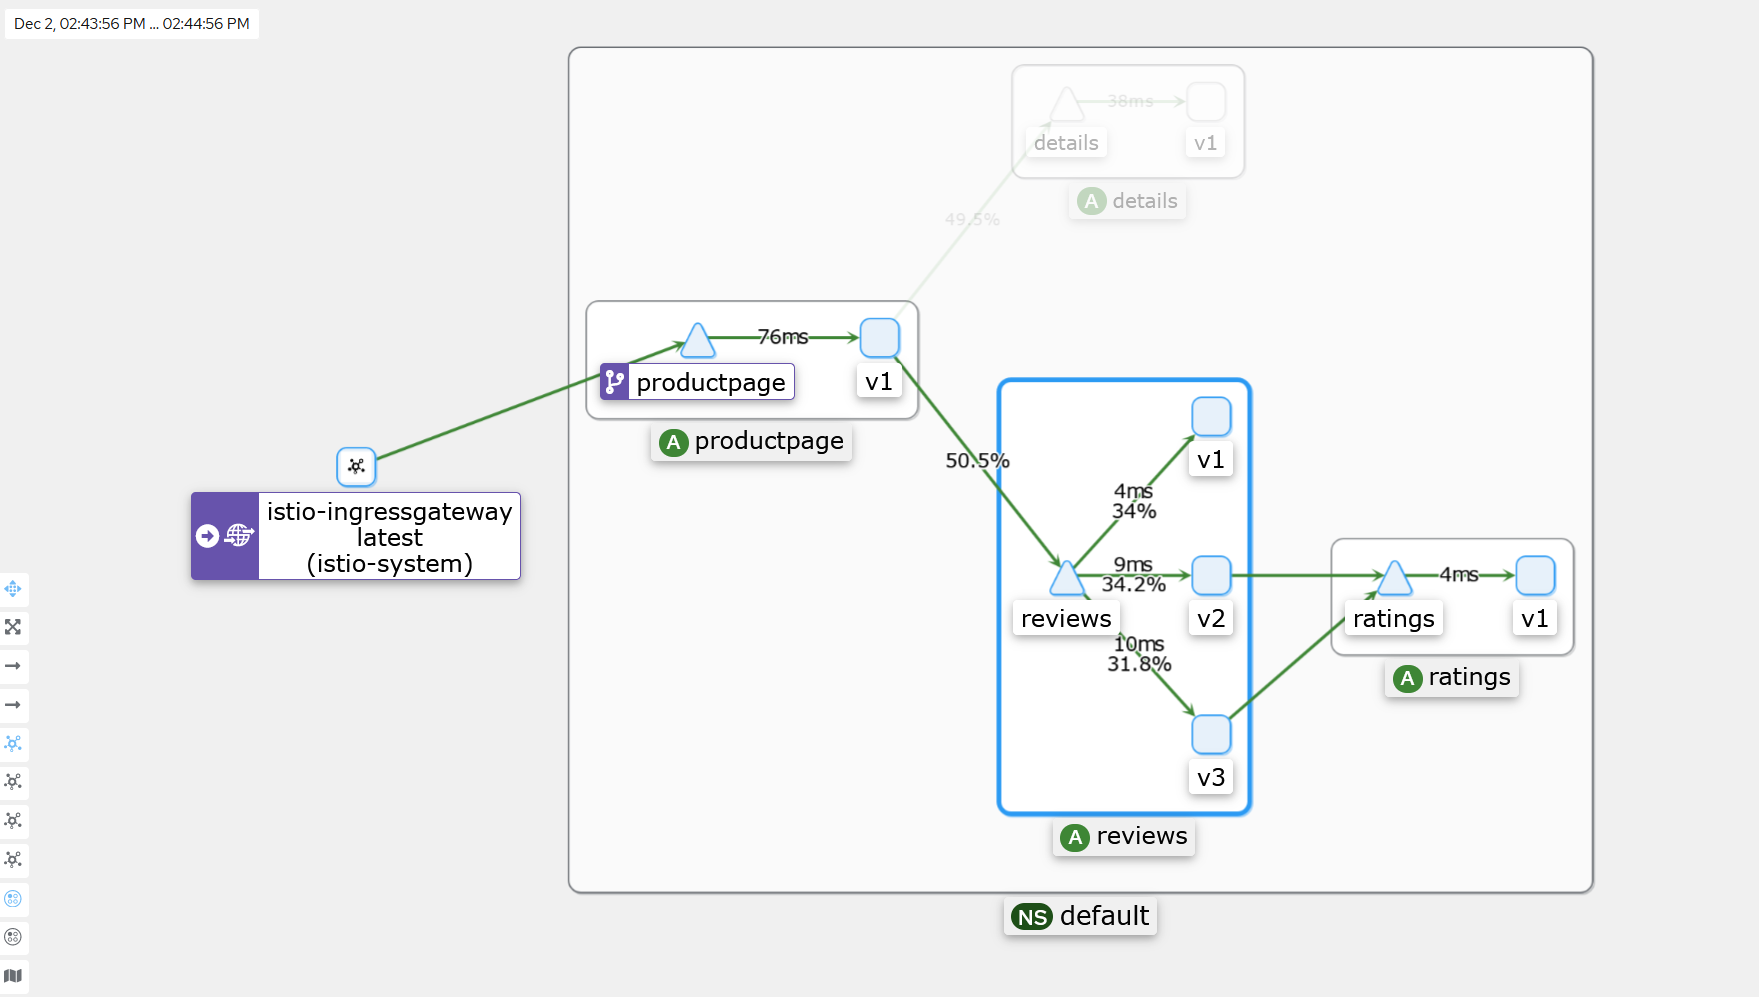 Dec 2, 02:43:56 PM ... 02:44:56 PM
38ms
details
v1
A details
49.5%
76ms
productpage
v1
A productpage
50.5%
istio-ingressgateway
latest
(istio-system)
v1
4ms
34%
9ms
34.2%
reviews
v2
10ms
31.8%
v3
A reviews
4ms
ratings
v1
A ratings
NS default